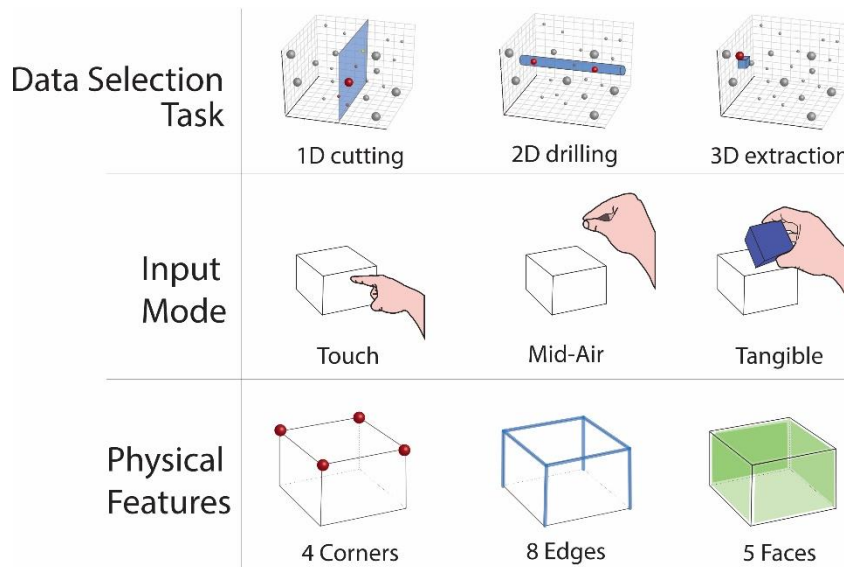 Data Selection
Task
1D cutting
2D drilling
3D extraction
Input
Mode
Touch
Mid-Air
Tangible
Physical
Features
4 Corners
8 Edges
5 Faces